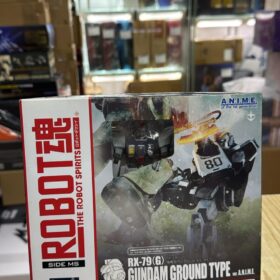 ROBOT魂
THE ROBOT SPIRITS
SIDE MS
A.N.I.M.E.
80
RX-79(G)
GUNDAM GROUND TYPE ver. A.N.I.M.E.